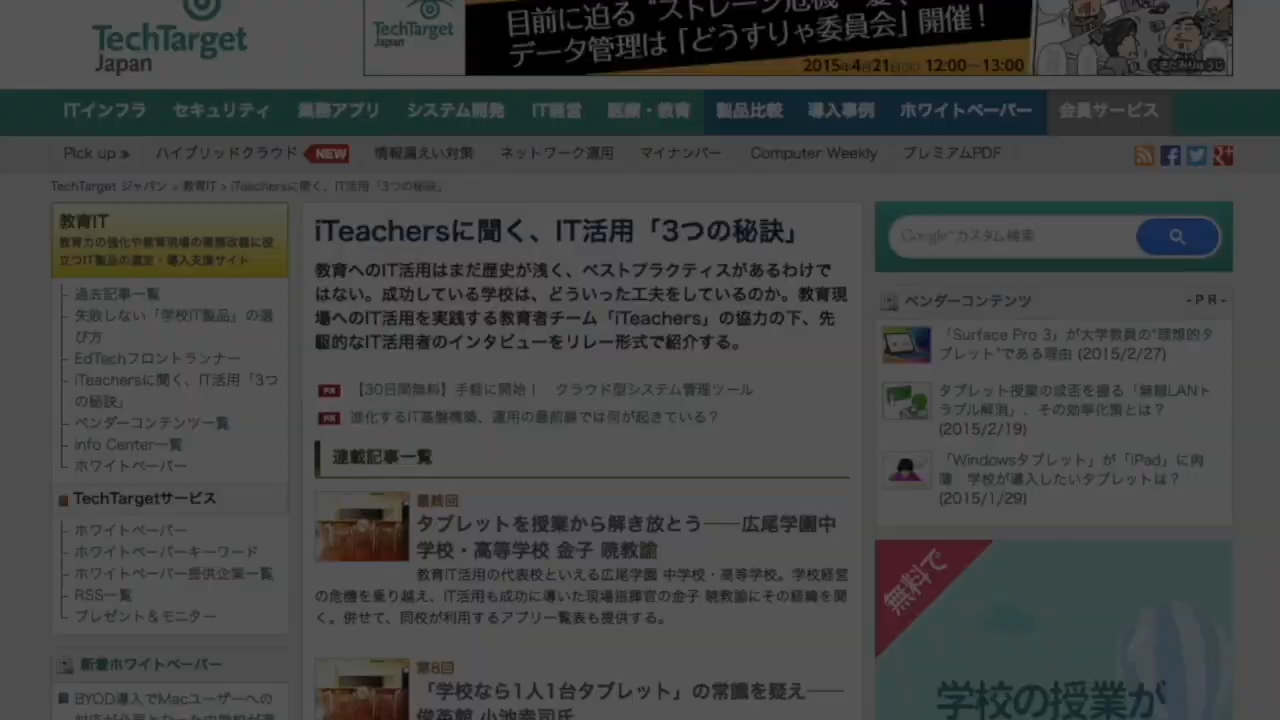 TechTarget
Japan
TechTarget
Japan
データ管理は「どうすりゃ委員会」開催！
2015年4月21日(火) 12:00―13:00
ITインフラ セキュリティ 業務アプリ システム開発 IT経営 医療・教育 製品比較 導入事例 ホワイトペーパー 会員サービス
Pick up ≫ ハイブリッドクラウド NEW 情報漏えい対策 ネットワーク運用 マイナンバー Computer Weekly プレミアムPDF
TechTarget ジャパン > 教育IT > iTeachersに聞く、IT活用「3つの秘訣」
教育IT
教育力の強化や教育現場の業務改善に役
立つIT製品の選定・導入支援サイト
過去記事一覧
失敗しない「学校IT製品」の選
び方
EdTechフロントランナー
iTeachersに聞く、IT活用「3つ
の秘訣」
ベンダーコンテンツ一覧
info Center一覧
ホワイトペーパー
TechTargetサービス
ホワイトペーパー
ホワイトペーパーキーワード
ホワイトペーパー提供企業一覧
RSS一覧
プレゼント＆モニター
新着ホワイトペーパー
BYOD導入でMacユーザーへの
iTeachersに聞く、IT活用「3つの秘訣」
教育へのIT活用はまだ歴史が浅く、ベストプラクティスがあるわけで
はない。成功している学校は、どういった工夫をしているのか。教育現
場へのIT活用を実践する教育者チーム「iTeachers」の協力の下、先
駆的なIT活用者のインタビューをリレー形式で紹介する。
PR 【30日間無料】手軽に開始！ クラウド型システム管理ツール
PR 進化するIT基盤構築、運用の最前線では何が起きている？
連載記事一覧
最終回
タブレットを授業から解き放とう――広尾学園中
学校・高等学校 金子 暁教諭
教育IT活用の代表校といえる広尾学園 中学校・高等学校。学校経営
の危機を乗り越え、IT活用も成功に導いた現場指揮官の金子 暁教諭にその経緯を聞
く。併せて、同校が利用するアプリ一覧表も提供する。
第8回
「学校なら1人1台タブレット」の常識を疑え――
俊英館 小池幸司氏
Google カスタム検索
ベンダーコンテンツ - P R -
「Surface Pro 3」が大学教員の“理想的タ
ブレット”である理由 (2015/2/27)
タブレット授業の成否を握る「無線LANト
ラブル解消」、その効率化策とは？
(2015/2/19)
「Windowsタブレット」が「iPad」に肉
薄 学校が導入したいタブレットは？
(2015/1/29)
無料で
学校の授業が